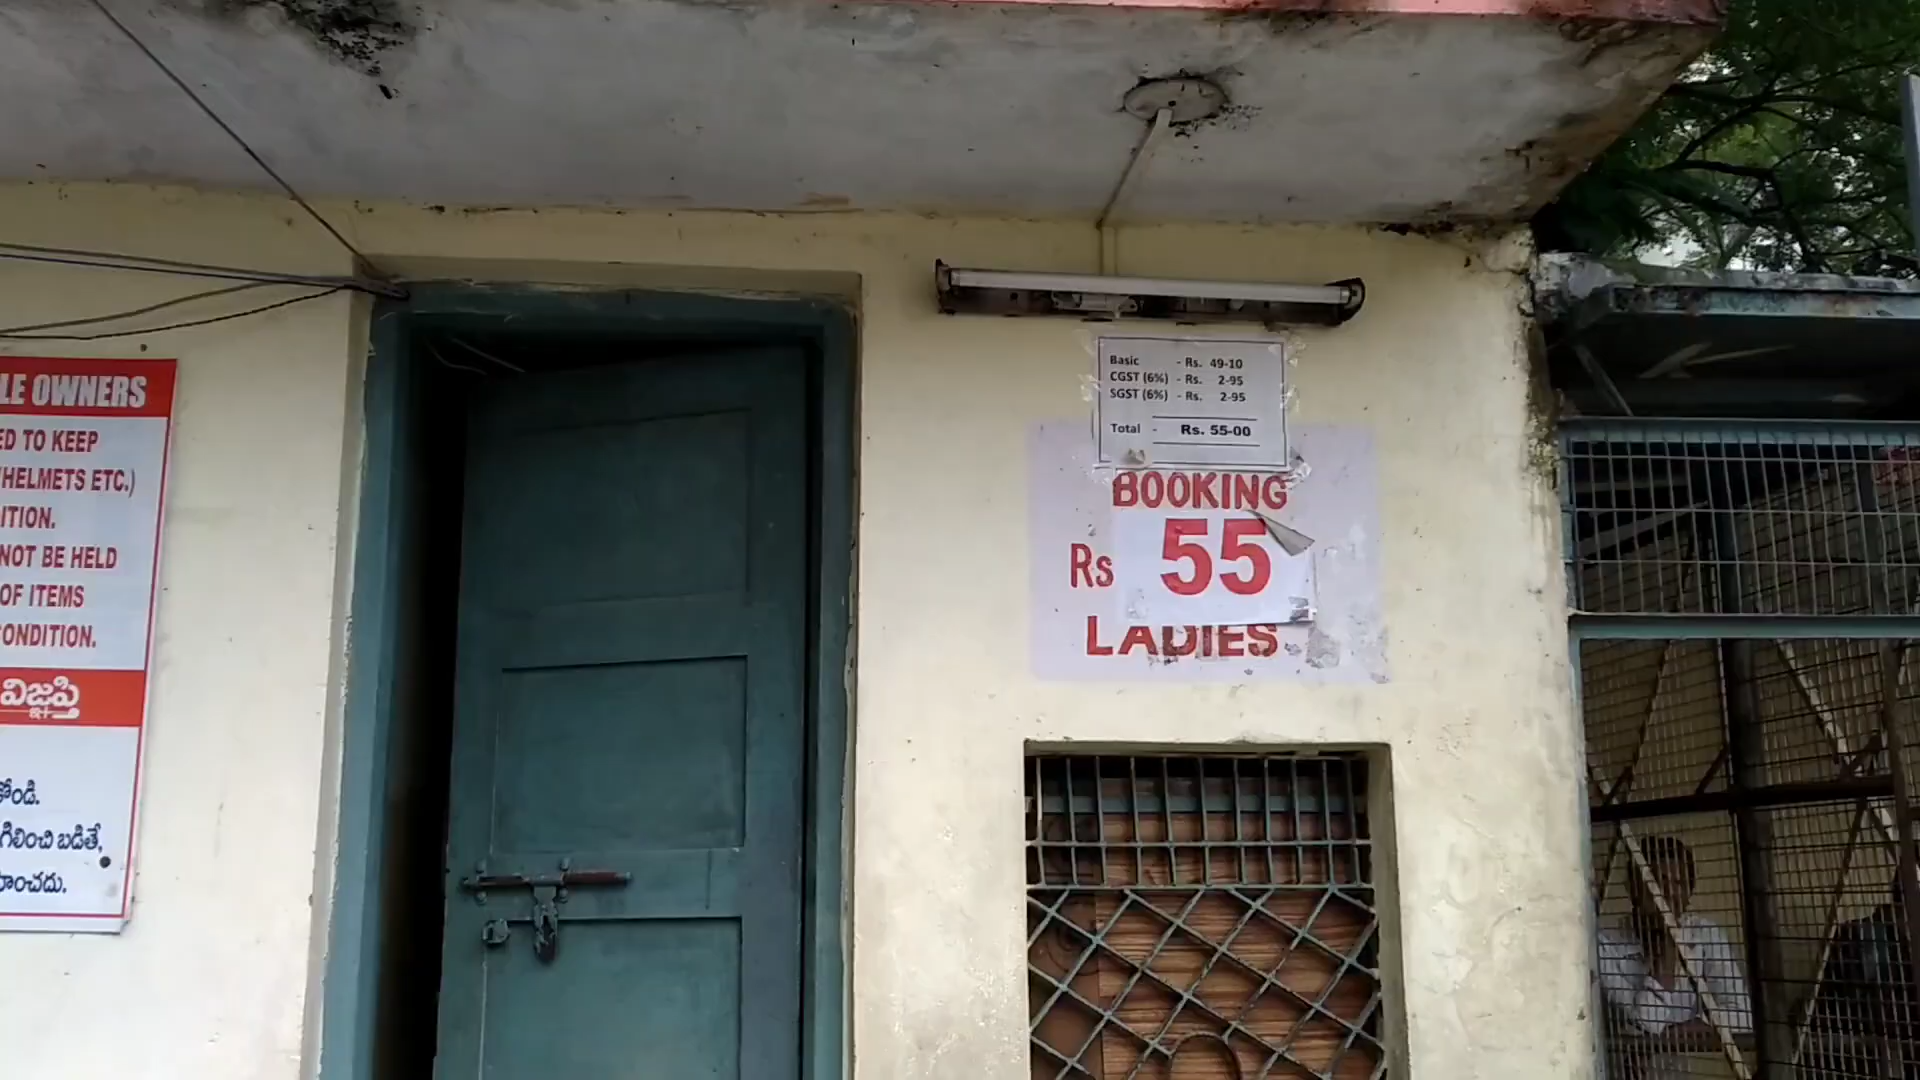 LE OWNERS
ED TO KEEP
HELMETS ETC.)
ITION.
NOT BE HELD
OF ITEMS
CONDITION.
విజ్ఞప్తి
కోండి.
గిలించి బడితే,
హించదు.
Basic - Rs. 49-10
CGST (6%) - Rs. 2-95
SGST (6%) - Rs. 2-95
Total - Rs. 55-00
BOOKING
Rs 55
LADIES